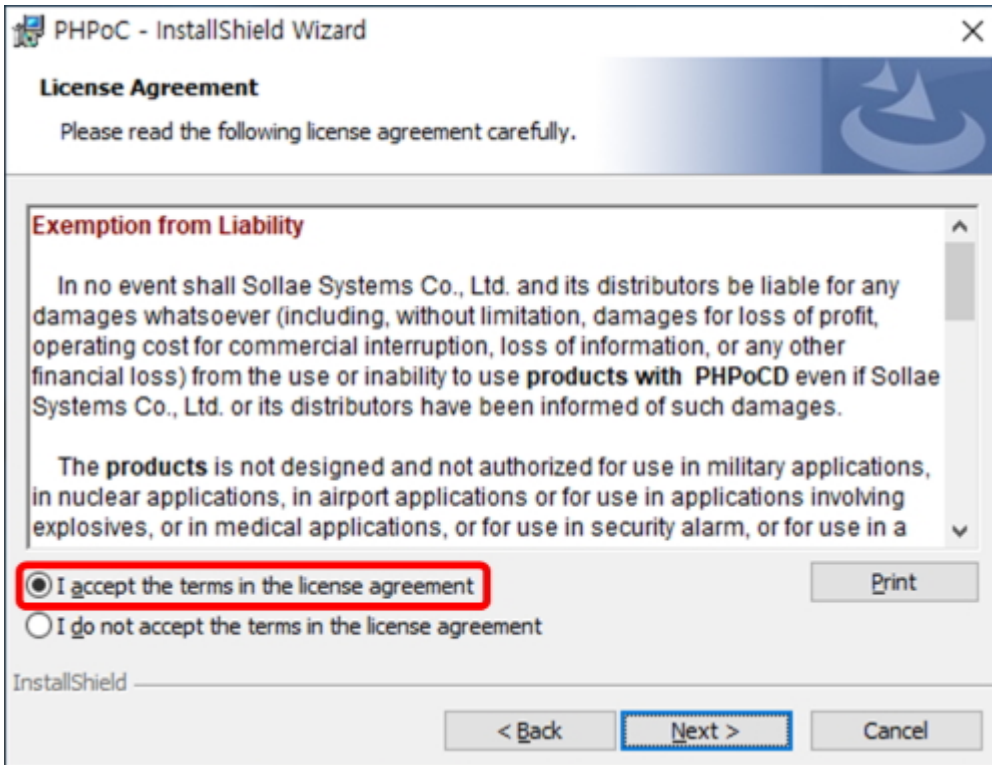 PHPoC - InstallShield Wizard
License Agreement
Please read the following license agreement carefully.
Exemption from Liability
In no event shall Sollae Systems Co., Ltd. and its distributors be liable for any
damages whatsoever (including, without limitation, damages for loss of profit,
operating cost for commercial interruption, loss of information, or any other
financial loss) from the use or inability to use products with PHPoCD even if Sollae
Systems Co., Ltd. or its distributors have been informed of such damages.
The products is not designed and not authorized for use in military applications,
in nuclear applications, in airport applications or for use in applications involving
explosives, or in medical applications, or for use in security alarm, or for use in a
I accept the terms in the license agreement
Print
I do not accept the terms in the license agreement
InstallShield
< Back
Next >
Cancel